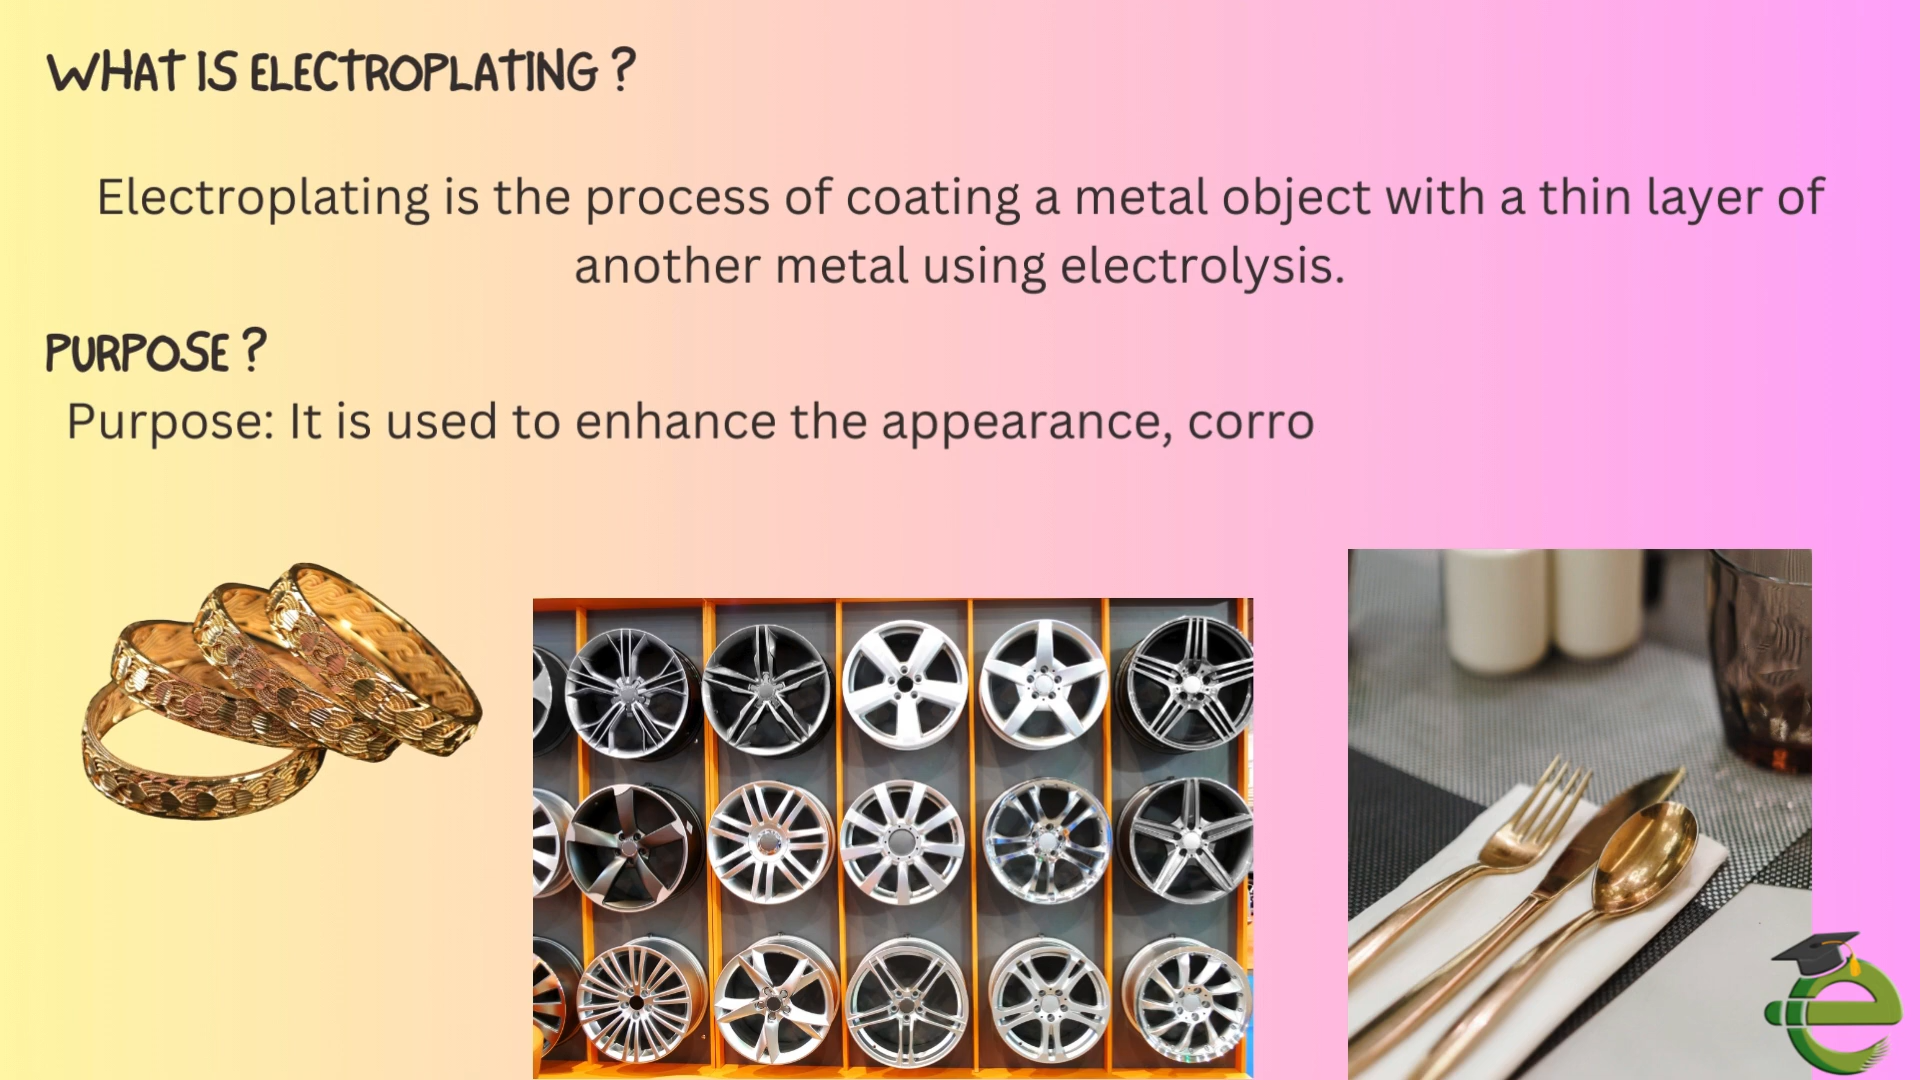 WHAT IS ELECTROPLATING ?
Electroplating is the process of coating a metal object with a thin layer of
another metal using electrolysis.
PURPOSE ?
Purpose: It is used to enhance the appearance, corro